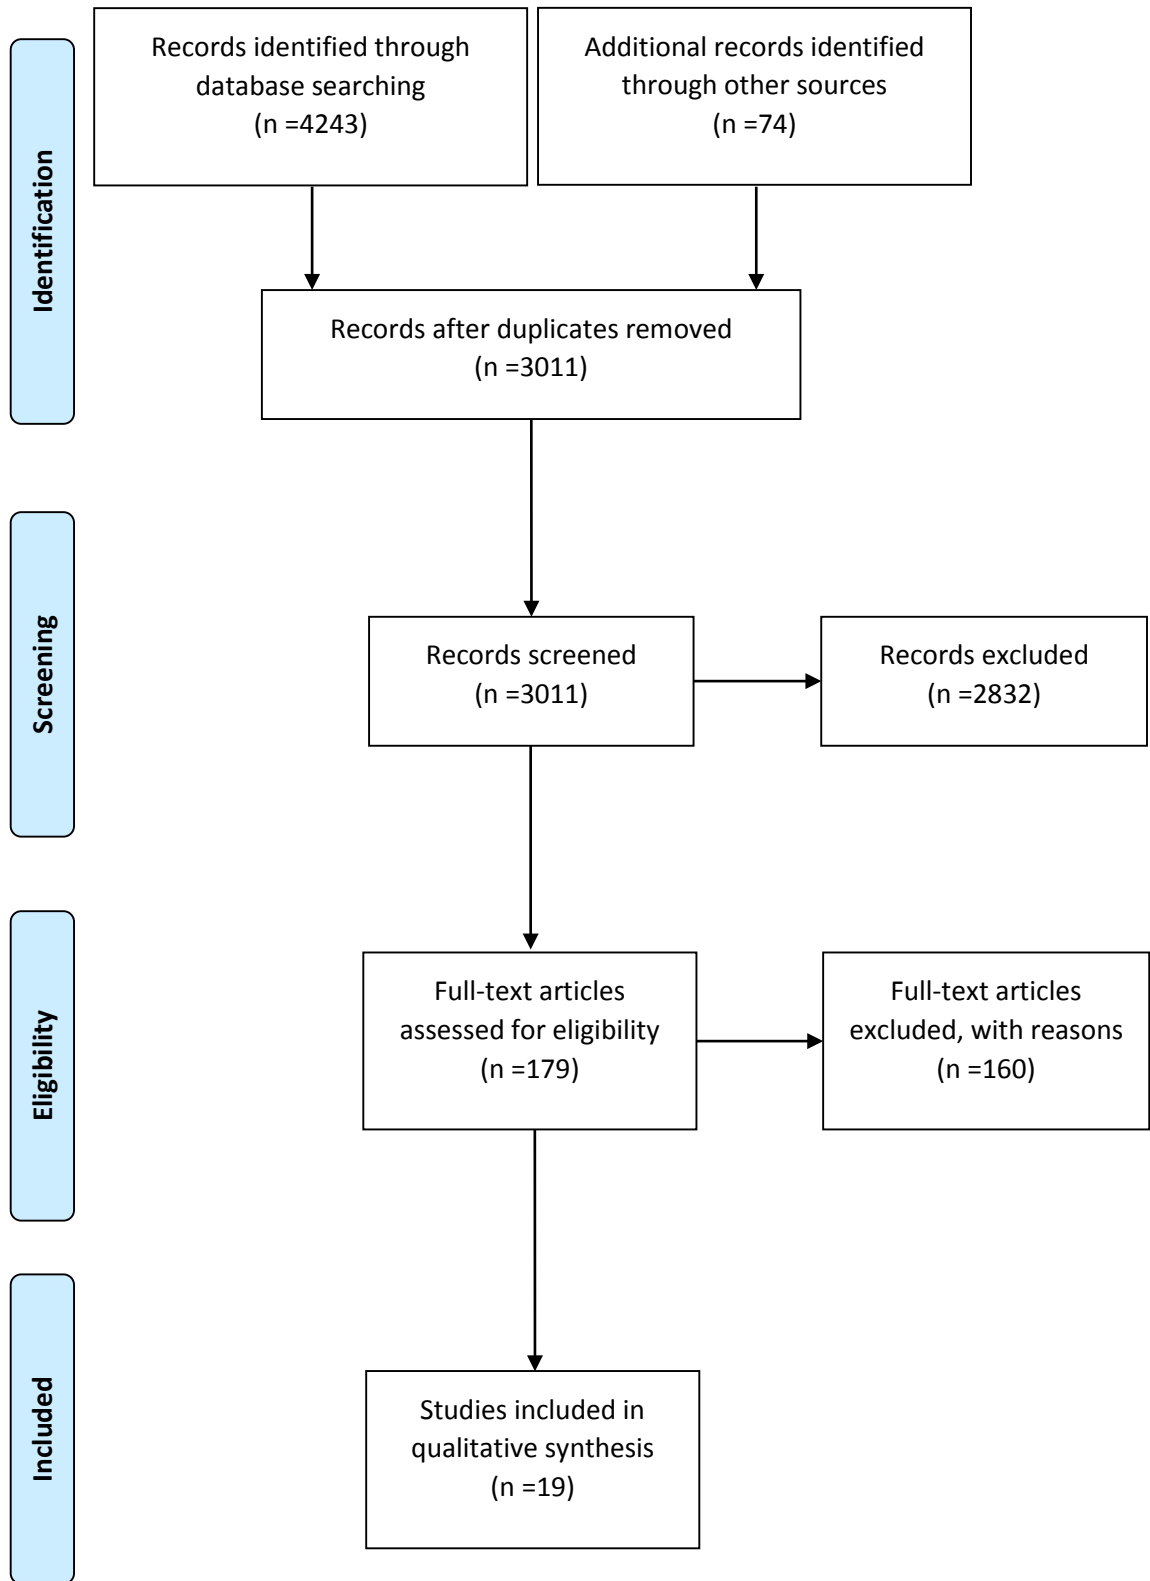 Identification
Records identified through
database searching
(n =4243)
Additional records identified
through other sources
(n =74)
Records after duplicates removed
(n =3011)
Screening
Records screened
(n =3011)
Records excluded
(n =2832)
Eligibility
Full-text articles
assessed for eligibility
(n =179)
Full-text articles
excluded, with reasons
(n =160)
Included
Studies included in
qualitative synthesis
(n =19)